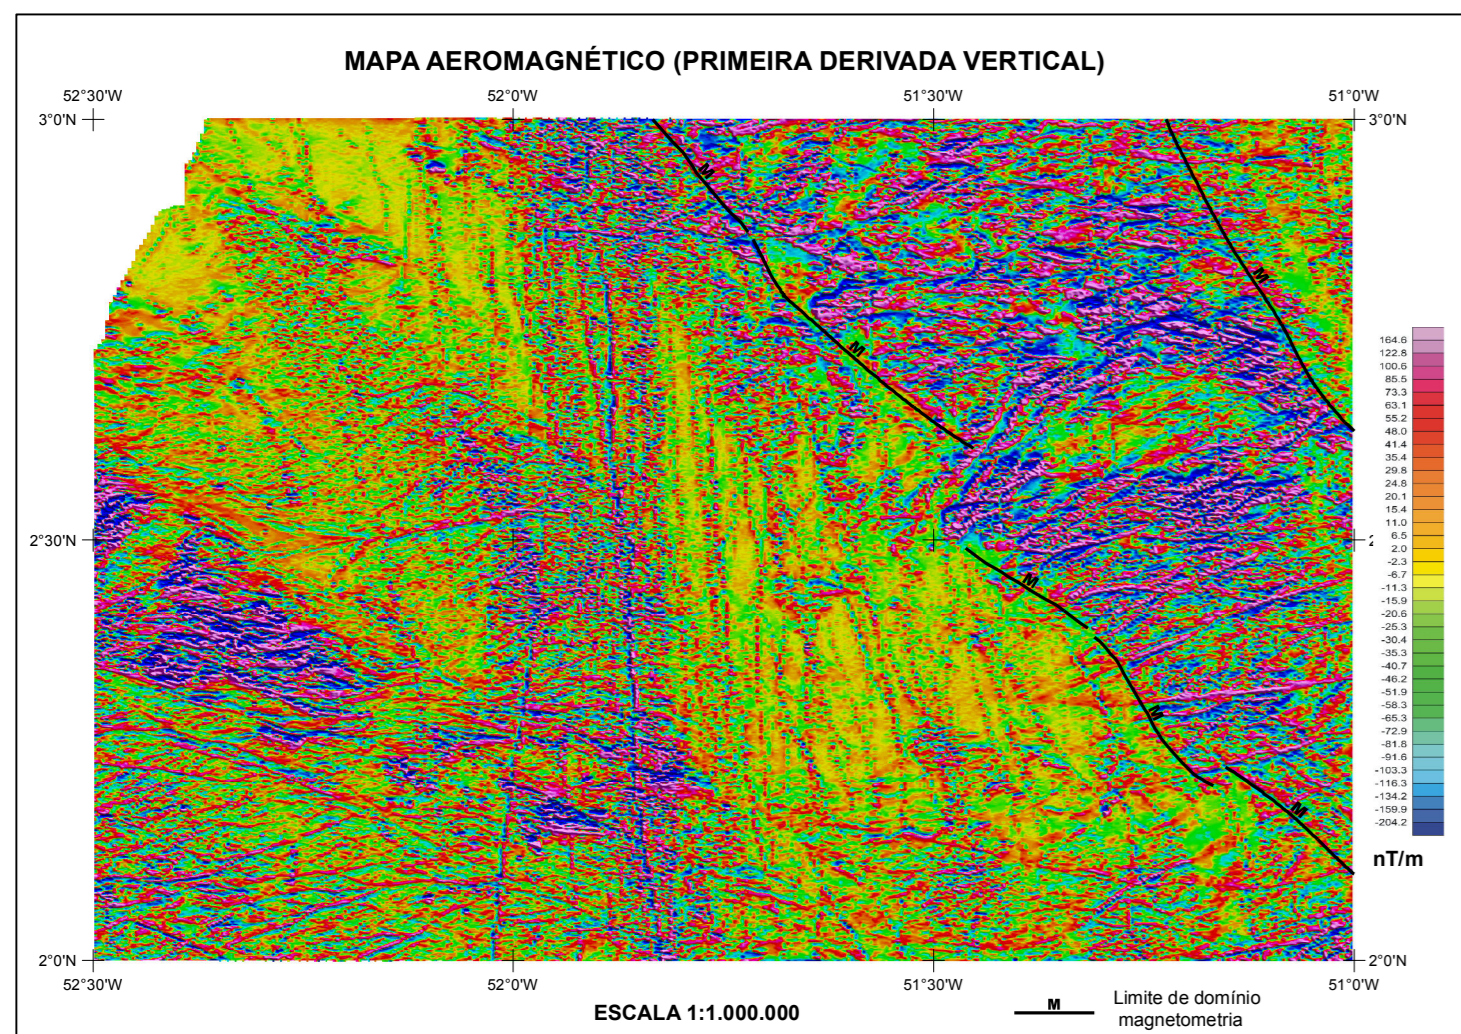 MAPA AEROMAGNÉTICO (PRIMEIRA DERIVADA VERTICAL)
52°30'W 52°0'W 51°30'W 51°0'W
3°0'N 3°0'N
M M
M
M
2°30'N 2
M
M
M
164.6
122.8
100.6
85.5
73.3
63.1
55.2
48.0
41.4
35.4
29.8
24.8
20.1
15.4
11.0
6.5
2.0
-2.3
-6.7
-11.3
-15.9
-20.6
-25.3
-30.4
-35.3
-40.7
-46.2
-51.9
-58.3
-65.3
-72.9
-81.8
-91.6
-103.3
-116.3
-134.2
-159.9
-204.2
nT/m
2°0'N 2°0'N
52°30'W 52°0'W 51°30'W 51°0'W
ESCALA 1:1.000.000
M Limite de domínio
magnetometria